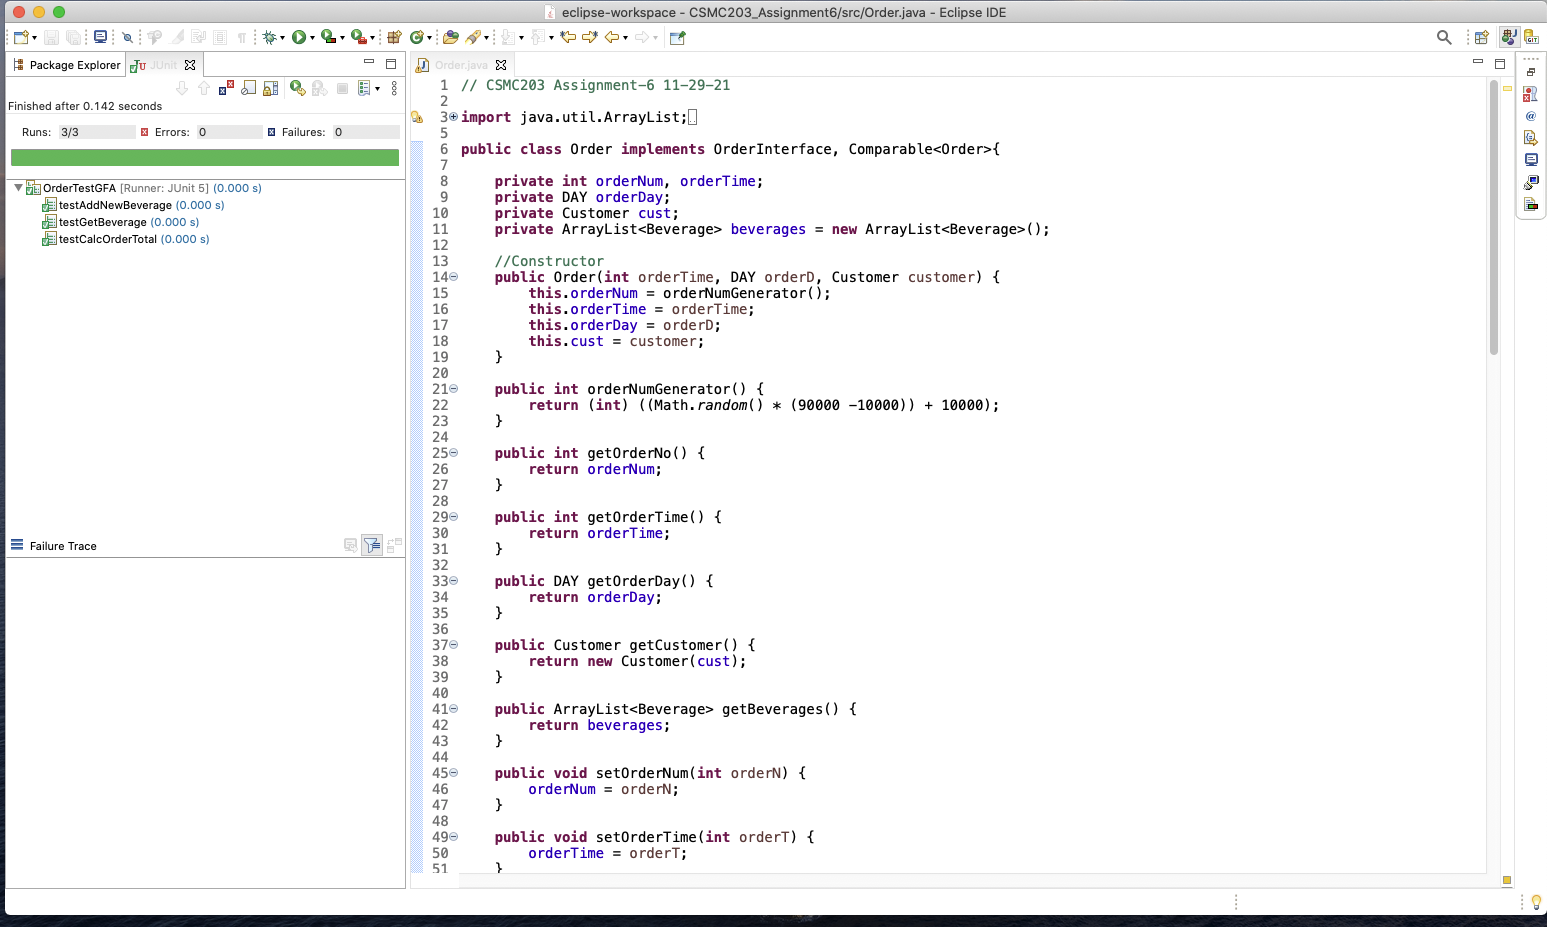 eclipse-workspace - CSMC203_Assignment6/src/Order.java - Eclipse IDE
Package Explorer
JUnit
Finished after 0.142 seconds
Runs: 3/3 Errors: 0 Failures: 0
OrderTestGFA [Runner: JUnit 5] (0.000 s)
testAddNewBeverage (0.000 s)
testGetBeverage (0.000 s)
testCalcOrderTotal (0.000 s)
Failure Trace
Order.java
1 // CSMC203 Assignment-6 11-29-21
2
3 import java.util.ArrayList;
5
6 public class Order implements OrderInterface, Comparable<Order>{
7
8     private int orderNum, orderTime;
9     private DAY orderDay;
10     private Customer cust;
11     private ArrayList<Beverage> beverages = new ArrayList<Beverage>();
12
13     //Constructor
14     public Order(int orderTime, DAY orderD, Customer customer) {
15         this.orderNum = orderNumGenerator();
16         this.orderTime = orderTime;
17         this.orderDay = orderD;
18         this.cust = customer;
19     }
20
21     public int orderNumGenerator() {
22         return (int) ((Math.random() * (90000 -10000)) + 10000);
23     }
24
25     public int getOrderNo() {
26         return orderNum;
27     }
28
29     public int getOrderTime() {
30         return orderTime;
31     }
32
33     public DAY getOrderDay() {
34         return orderDay;
35     }
36
37     public Customer getCustomer() {
38         return new Customer(cust);
39     }
40
41     public ArrayList<Beverage> getBeverages() {
42         return beverages;
43     }
44
45     public void setOrderNum(int orderN) {
46         orderNum = orderN;
47     }
48
49     public void setOrderTime(int orderT) {
50         orderTime = orderT;
51     }